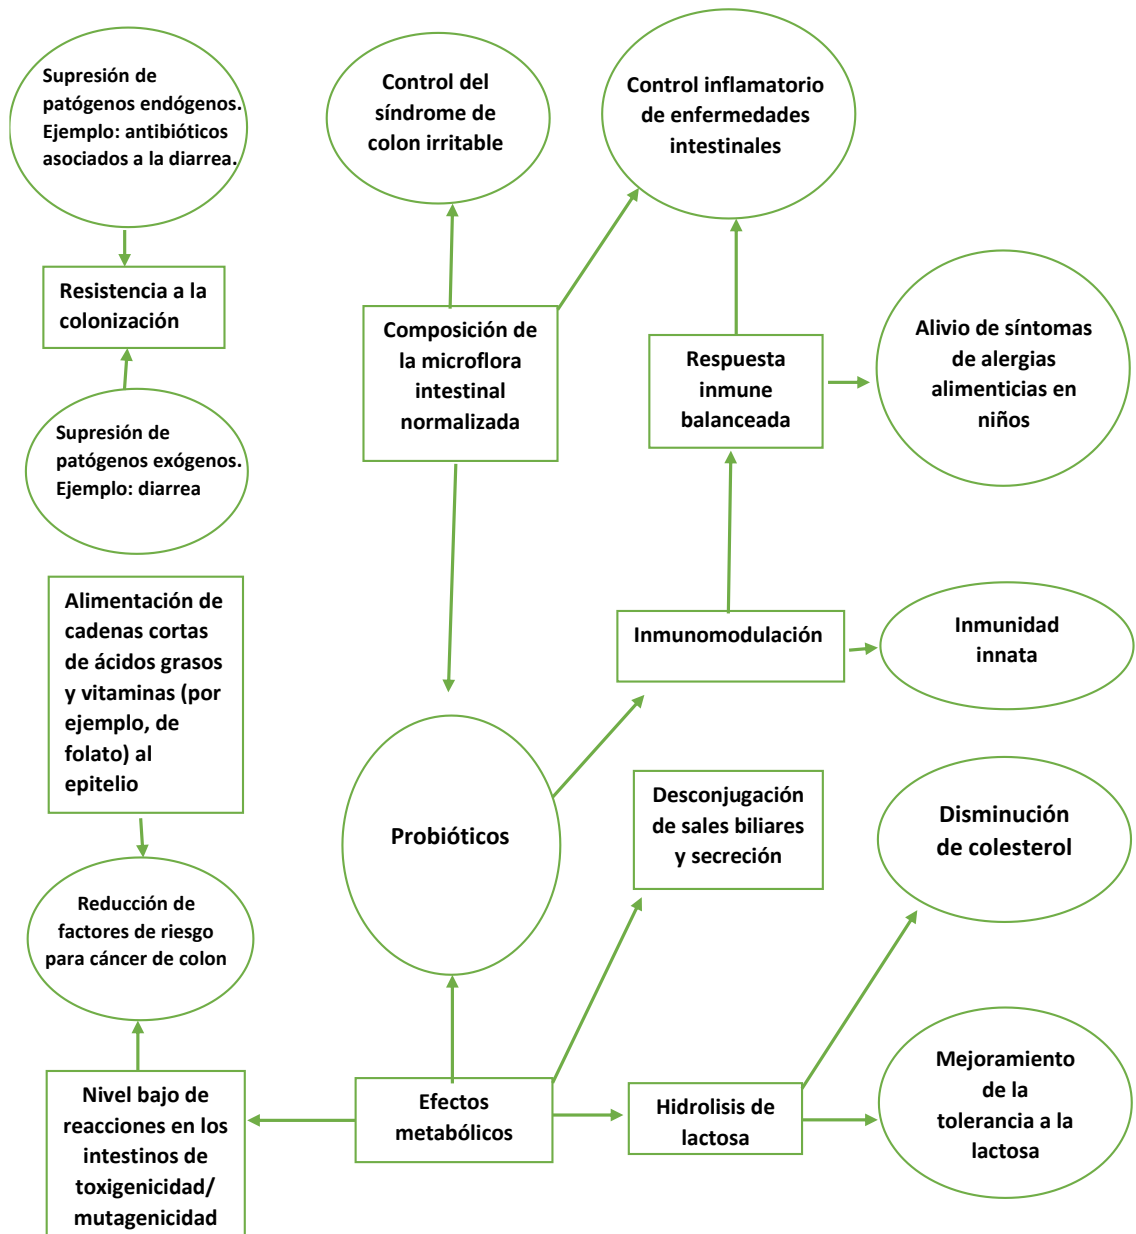 Supresión de
patógenos endógenos.
Ejemplo: antibióticos
asociados a la diarrea.
Control del
síndrome de
colon irritable
Control inflamatorio
de enfermedades
intestinales
Resistencia a la
colonización
Composición de
la microflora
intestinal
normalizada
Respuesta
inmune
balanceada
Alivio de síntomas
de alergias
alimenticias en
niños
Supresión de
patógenos exógenos.
Ejemplo: diarrea
Alimentación de
cadenas cortas
de ácidos grasos
y vitaminas (por
ejemplo, de
folato) al
epitelio
Inmunomodulación
Inmunidad
innata
Probióticos
Desconjugación
de sales biliares
y secreción
Disminución
de colesterol
Reducción de
factores de riesgo
para cáncer de colon
Nivel bajo de
reacciones en los
intestinos de
toxigenicidad/
mutagenicidad
Efectos
metabólicos
Hidrolisis de
lactosa
Mejoramiento
de la
tolerancia a la
lactosa